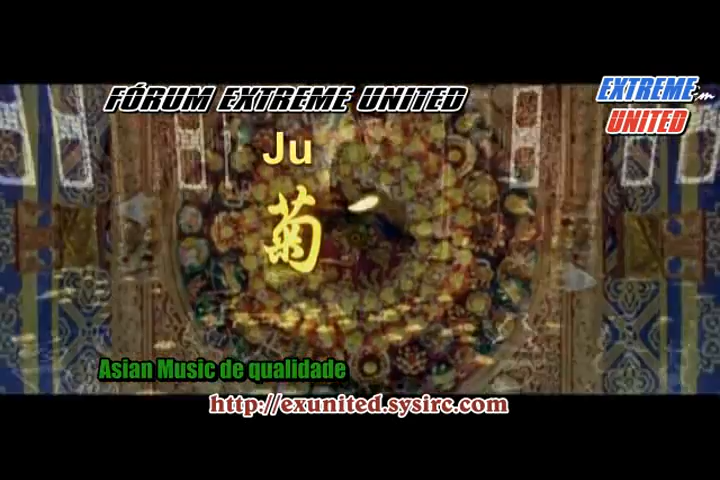 FÓRUM EXTREME UNITED
EXTREME
UNITED
Ju
菊
Asian Music de qualidade
http://exunited.sysirc.com